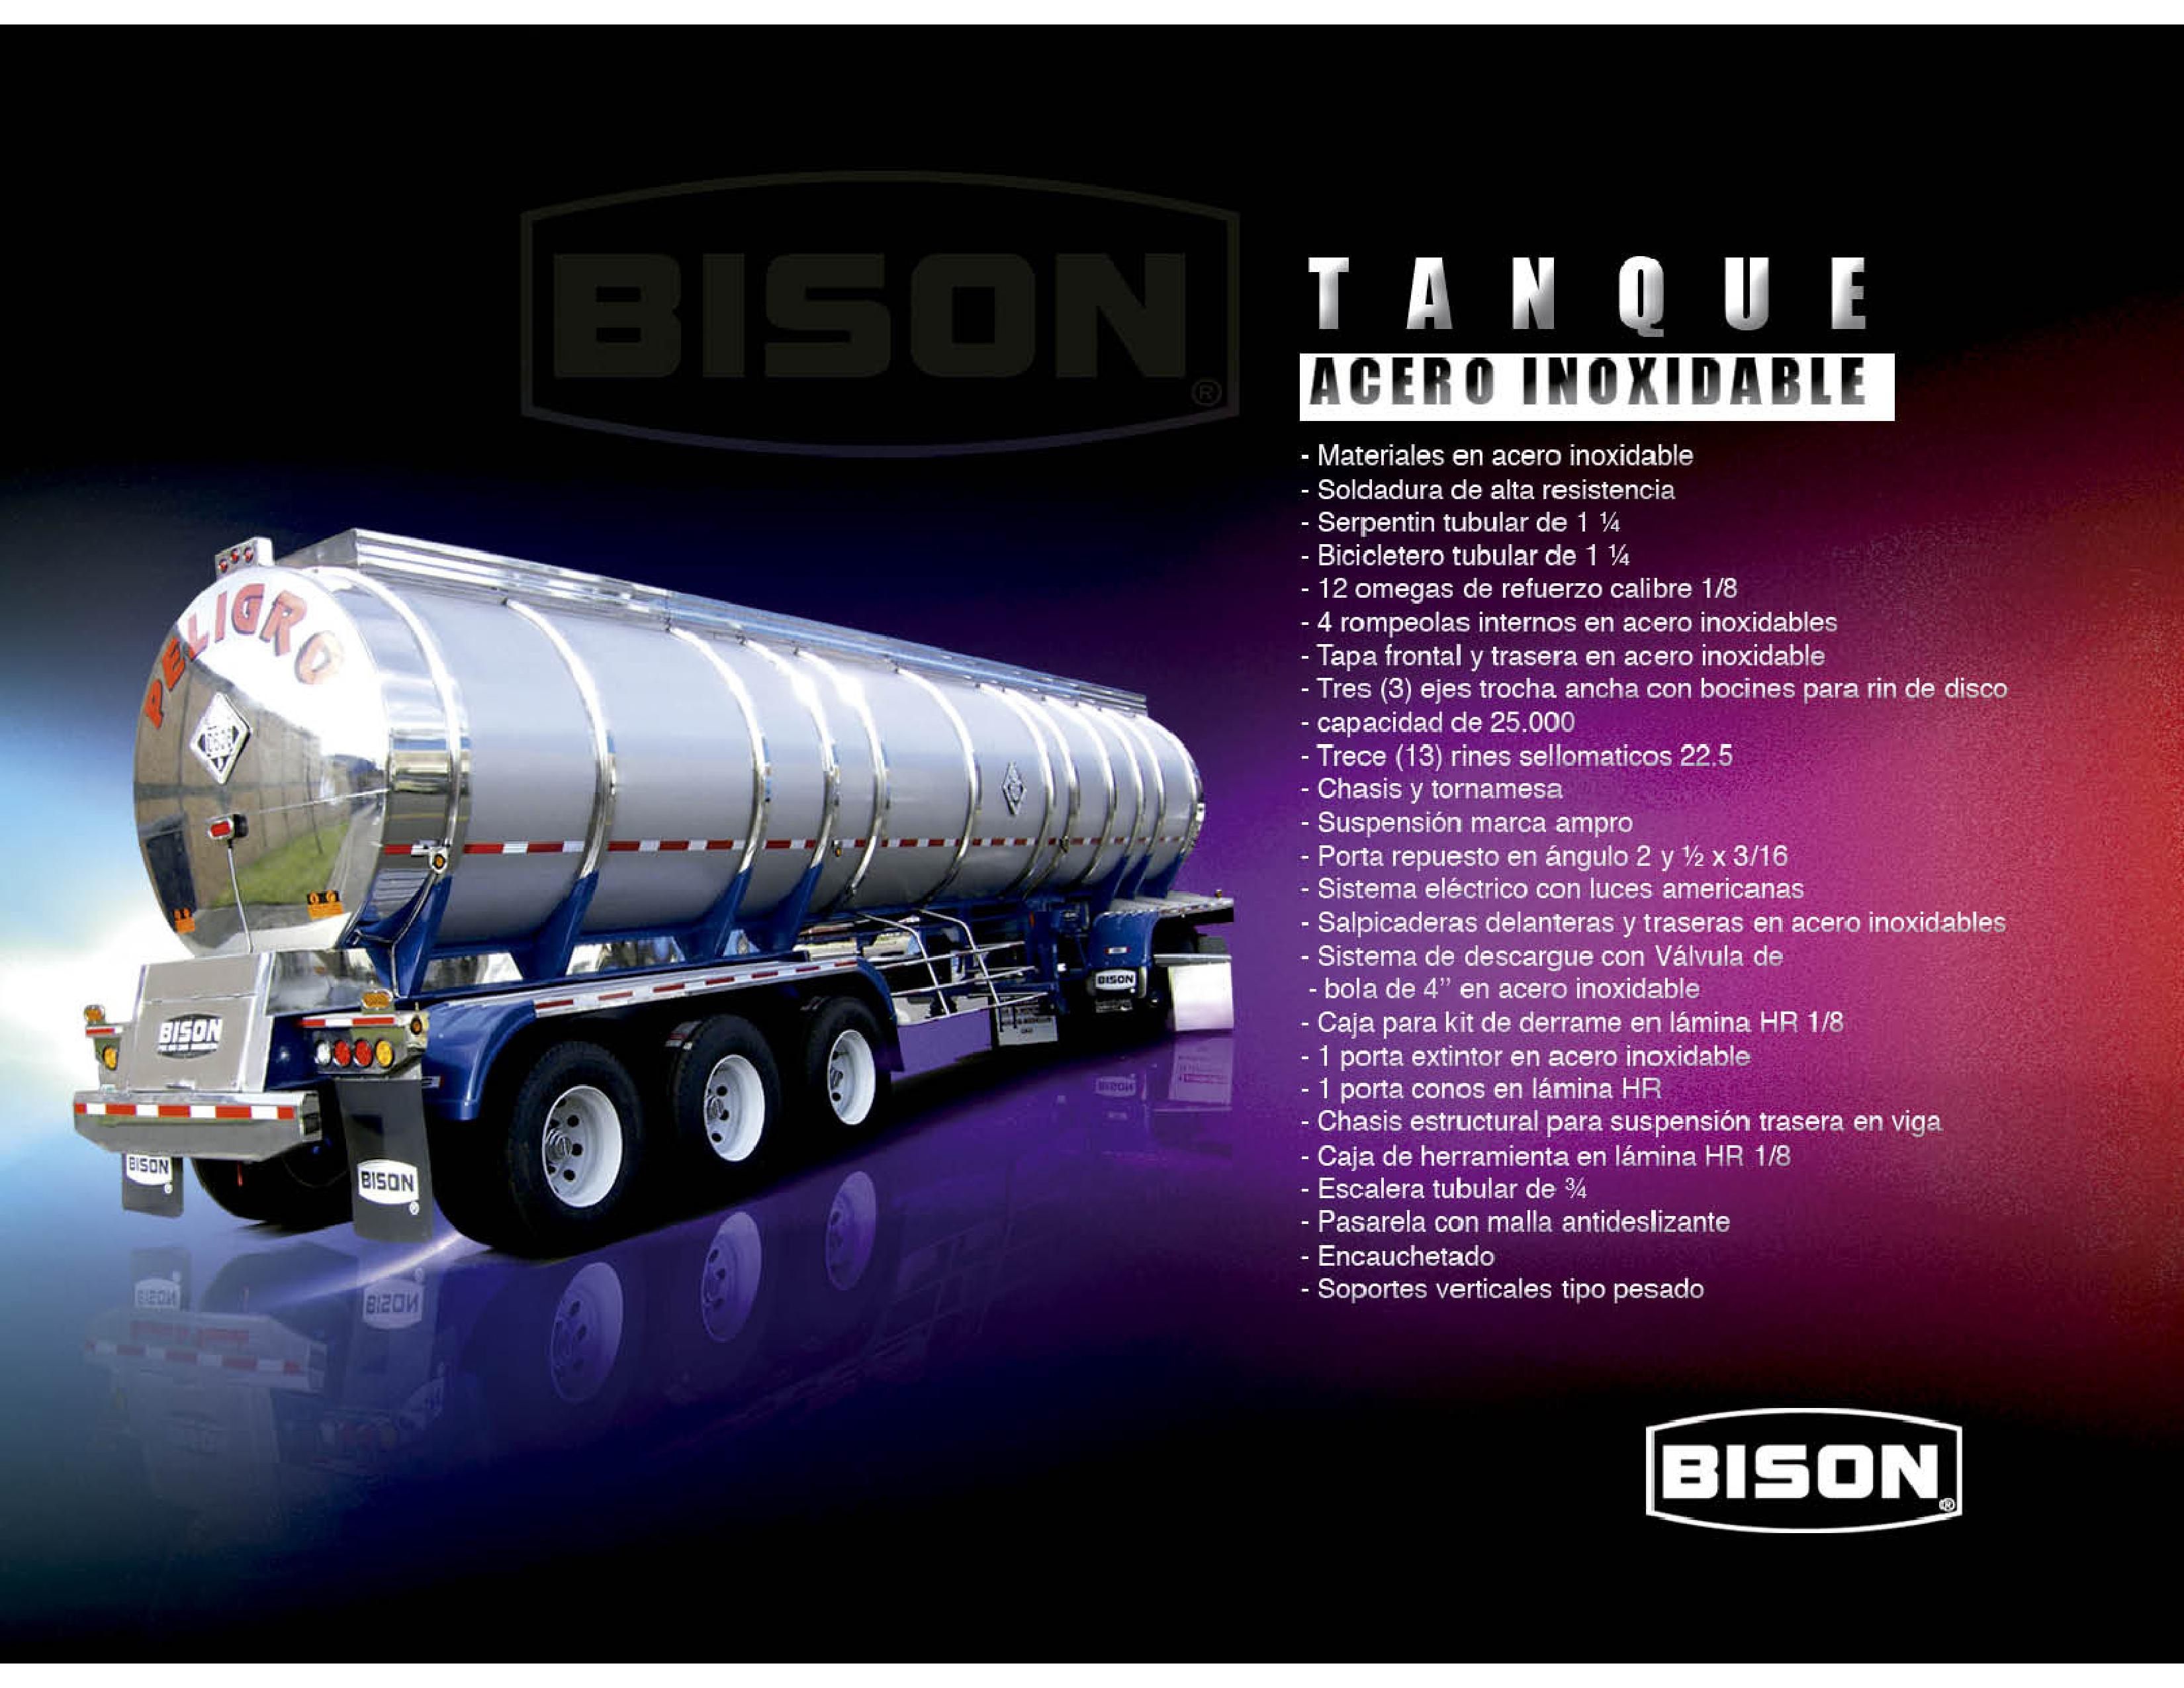 BISON
®
TANQUE
ACERO INOXIDABLE
- Materiales en acero inoxidable
- Soldadura de alta resistencia
- Serpentin tubular de 1 ¼
- Bicicletero tubular de 1 ¼
- 12 omegas de refuerzo calibre 1/8
- 4 rompeolas internos en acero inoxidables
- Tapa frontal y trasera en acero inoxidable
- Tres (3) ejes trocha ancha con bocines para rin de disco
- capacidad de 25.000
- Trece (13) rines sellomaticos 22.5
- Chasis y tornamesa
- Suspensión marca ampro
- Porta repuesto en ángulo 2 y ½ x 3/16
- Sistema eléctrico con luces americanas
- Salpicaderas delanteras y traseras en acero inoxidables
- Sistema de descargue con Válvula de
- bola de 4” en acero inoxidable
- Caja para kit de derrame en lámina HR 1/8
- 1 porta extintor en acero inoxidable
- 1 porta conos en lámina HR
- Chasis estructural para suspensión trasera en viga
- Caja de herramienta en lámina HR 1/8
- Escalera tubular de ¾
- Pasarela con malla antideslizante
- Encauchetado
- Soportes verticales tipo pesado
PELIGRO
BISON
BISON
BISON
®
BISON
®
BISON
®